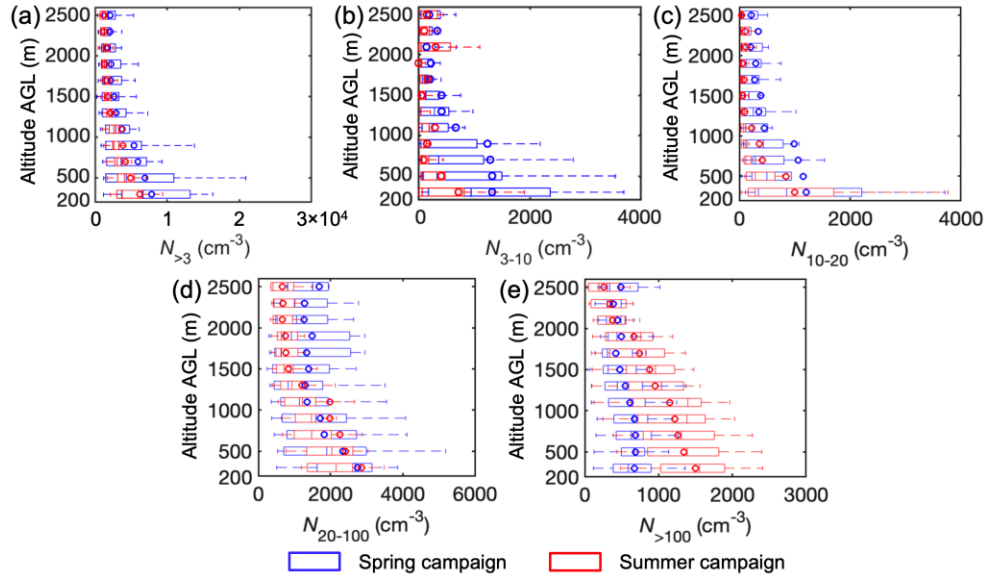 (a)
Altitude AGL (m)
2500
2000
1500
1000
500
200
0
1
2
3×10⁴
N>3 (cm⁻³)
(b)
Altitude AGL (m)
2500
2000
1500
1000
500
200
0
2000
4000
N3-10 (cm⁻³)
(c)
Altitude AGL (m)
2500
2000
1500
1000
500
200
0
2000
4000
N10-20 (cm⁻³)
(d)
Altitude AGL (m)
2500
2000
1500
1000
500
200
0
2000
4000
6000
N20-100 (cm⁻³)
(e)
Altitude AGL (m)
2500
2000
1500
1000
500
200
0
1000
2000
3000
N>100 (cm⁻³)
Spring campaign
Summer campaign